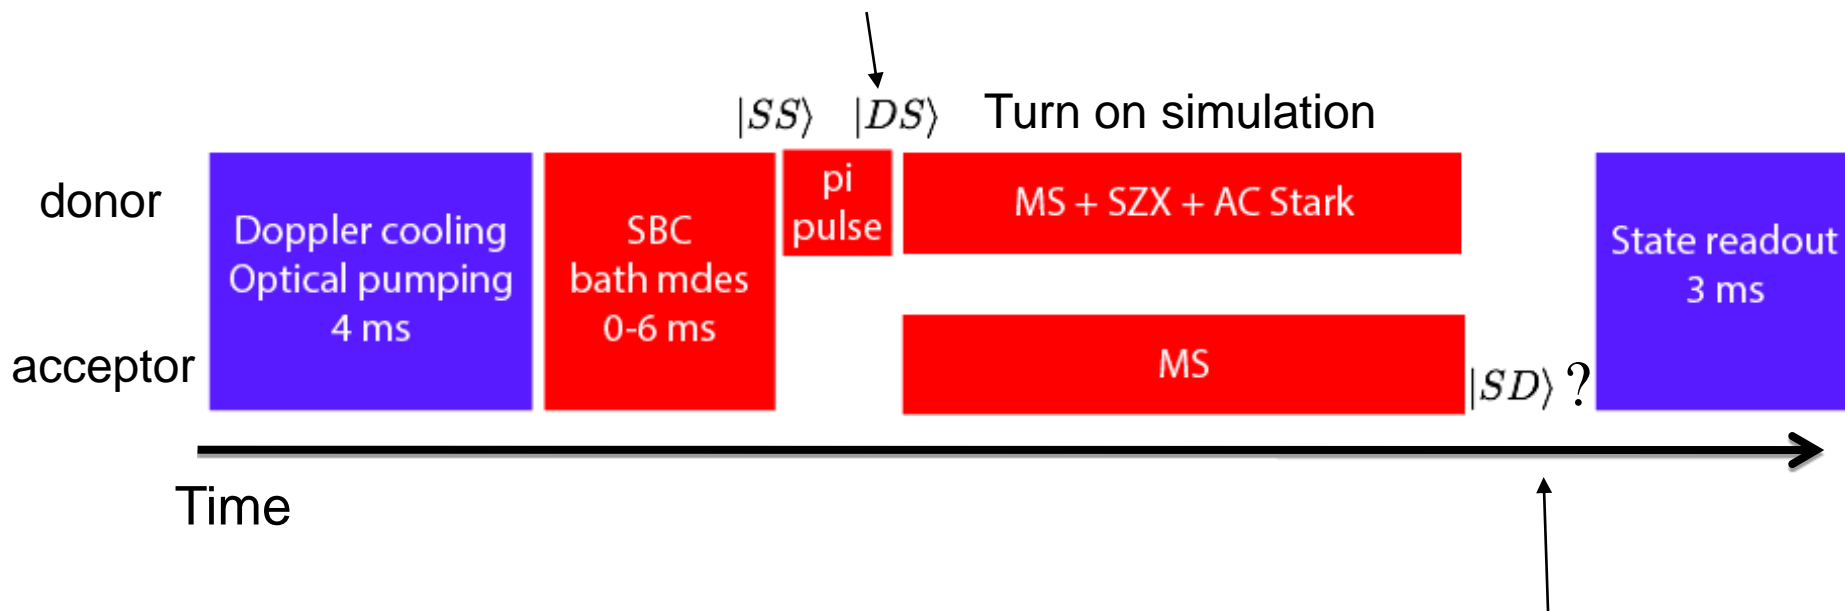 |SS⟩ |DS⟩ Turn on simulation
donor
acceptor
Doppler cooling
Optical pumping
4 ms
SBC
bath mdes
0-6 ms
pi
pulse
MS + SZX + AC Stark
MS
|SD⟩ ?
State readout
3 ms
Time